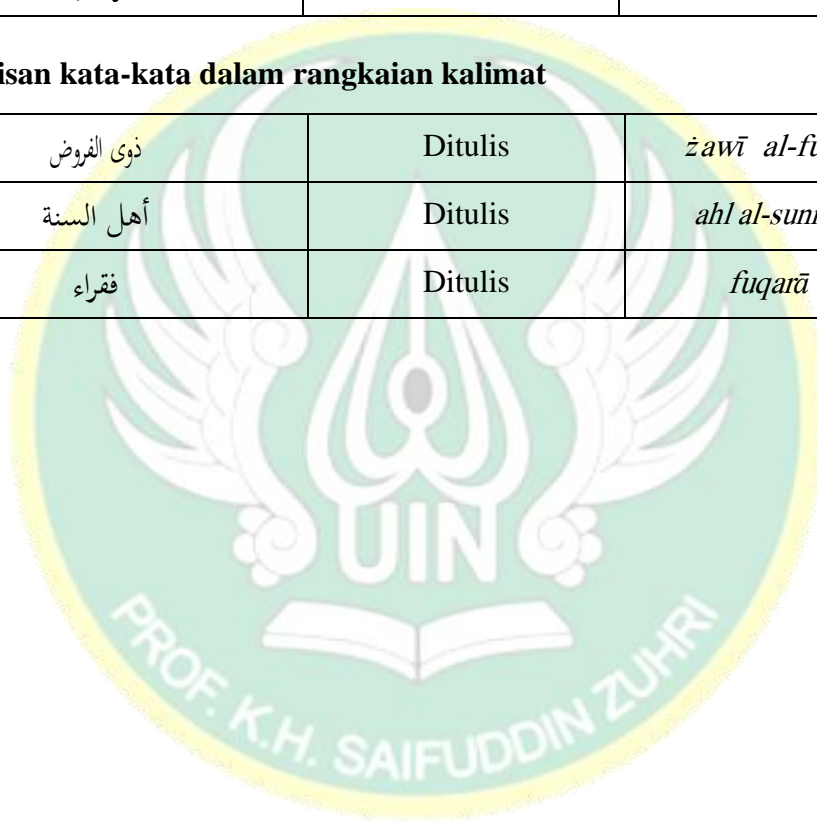 isan kata-kata dalam rangkaian kalimat
ذوى الفروض Ditulis żawī al-fu
أهل السنة Ditulis ahl al-sun
فقراء Ditulis fuqarā
UIN
PROF. K.H. SAIFUDDIN ZUHRI